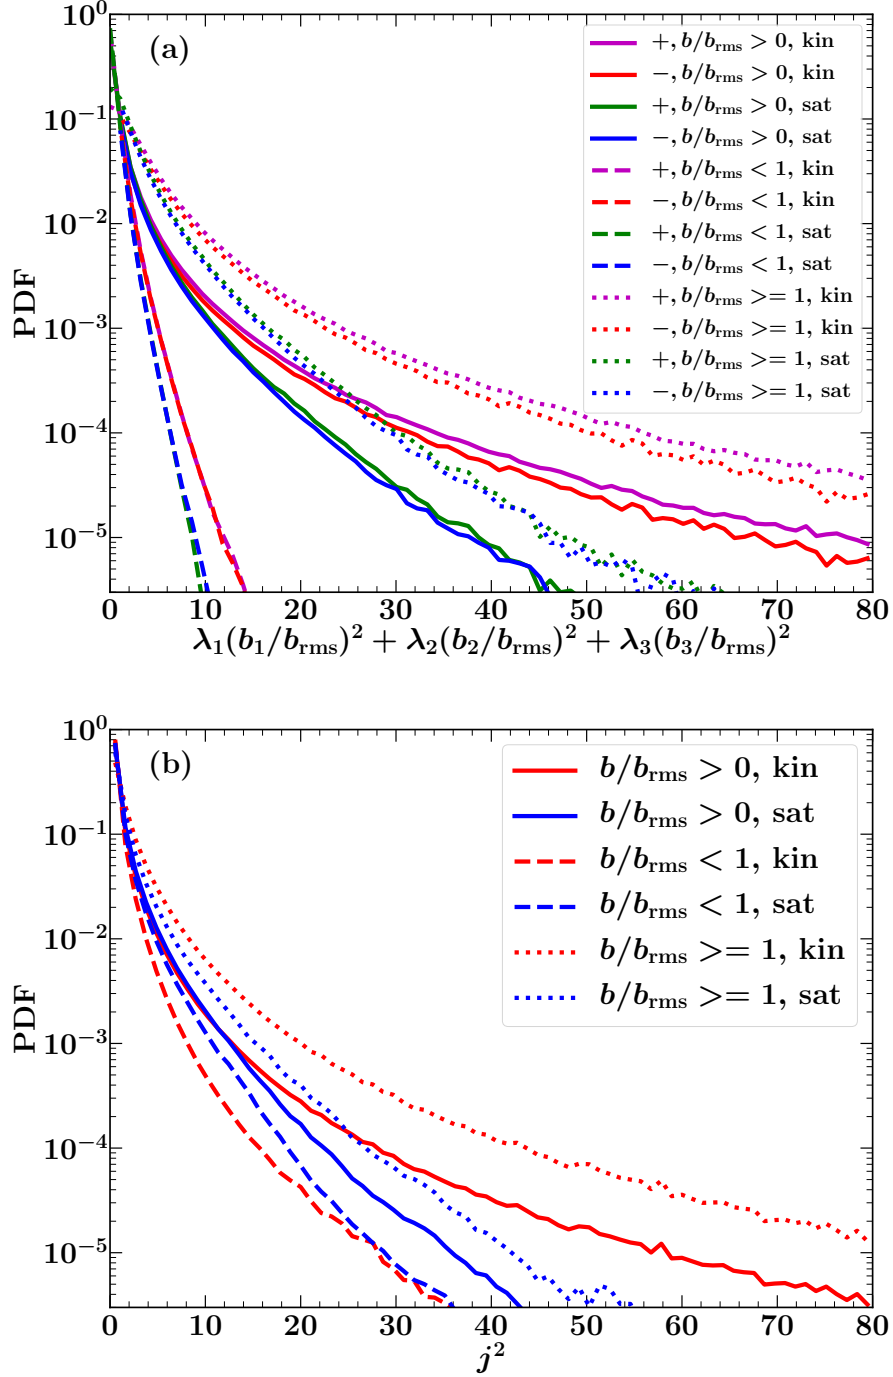 (a)
+, b/b_rms > 0, kin
−, b/b_rms > 0, kin
+, b/b_rms > 0, sat
−, b/b_rms > 0, sat
+, b/b_rms < 1, kin
−, b/b_rms < 1, kin
+, b/b_rms < 1, sat
−, b/b_rms < 1, sat
+, b/b_rms >= 1, kin
−, b/b_rms >= 1, kin
+, b/b_rms >= 1, sat
−, b/b_rms >= 1, sat
PDF
10^0
10^−1
10^−2
10^−3
10^−4
10^−5
0 10 20 30 40 50 60 70 80
λ_1(b_1/b_rms)^2 + λ_2(b_2/b_rms)^2 + λ_3(b_3/b_rms)^2
(b)
b/b_rms > 0, kin
b/b_rms > 0, sat
b/b_rms < 1, kin
b/b_rms < 1, sat
b/b_rms >= 1, kin
b/b_rms >= 1, sat
PDF
10^0
10^−1
10^−2
10^−3
10^−4
10^−5
0 10 20 30 40 50 60 70 80
j^2